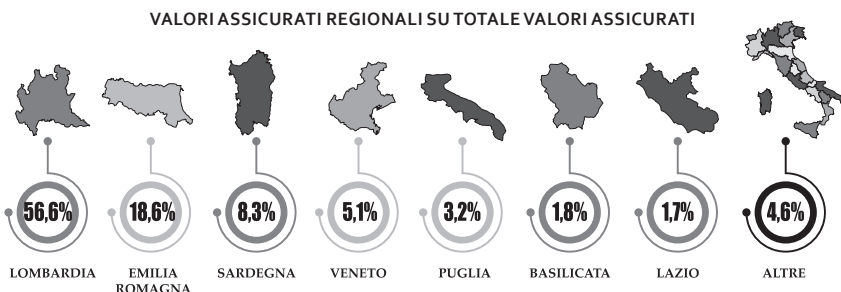 VALORI ASSICURATI REGIONALI SU TOTALE VALORI ASSICURATI
56,6%
18,6%
8,3%
5,1%
3,2%
1,8%
1,7%
4,6%
LOMBARDIA
EMILIA
ROMAGNA
SARDEGNA
VENETO
PUGLIA
BASILICATA
LAZIO
ALTRE